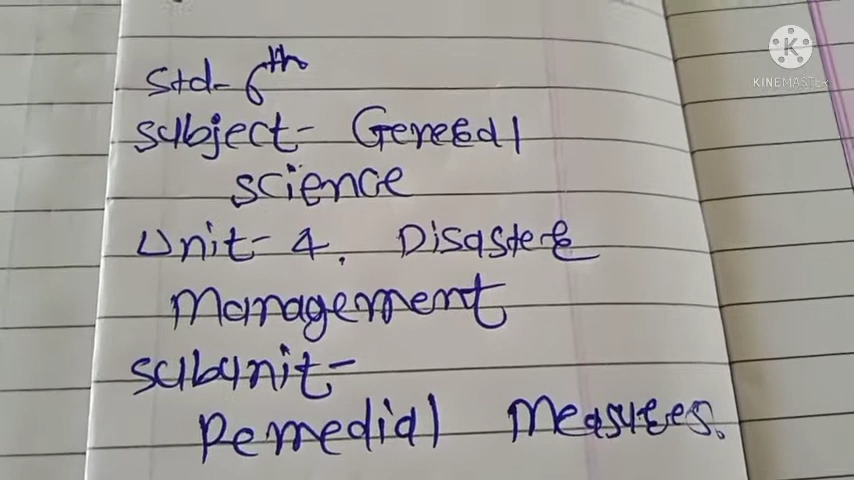 Std- 6th
Subject- General
science
Unit- 4. Disaster
Management
Subunit-
Remedial Measures.
KINEMASTER